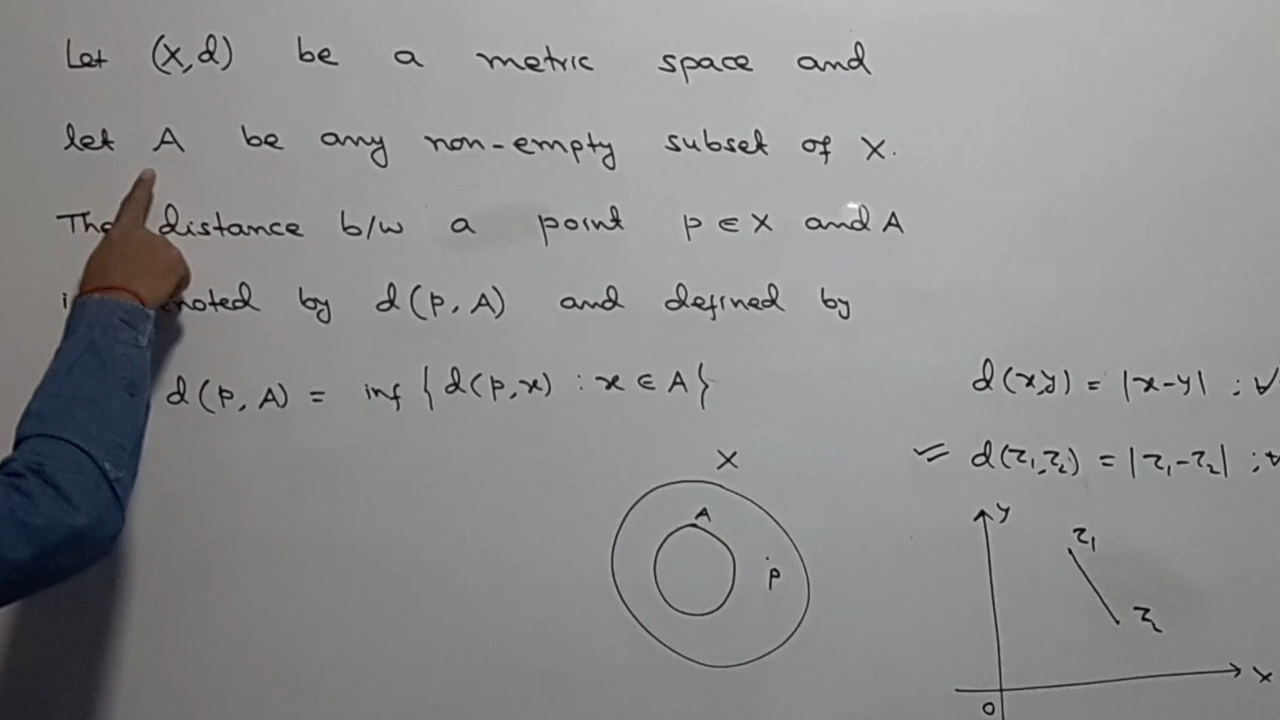 Let (X,d) be a metric space and
let A be any non-empty subset of X.
distance b/w a point p ∈ X and A
by d(p, A) and defined by
d(p, A) = inf { d(p,x) : x ∈ A }
d(x,y) = |x-y| ; ∀
= d(z₁,z₂) = |z₁-z₂| ; ∀
X
A
p
y
z₁
z₂
X
O